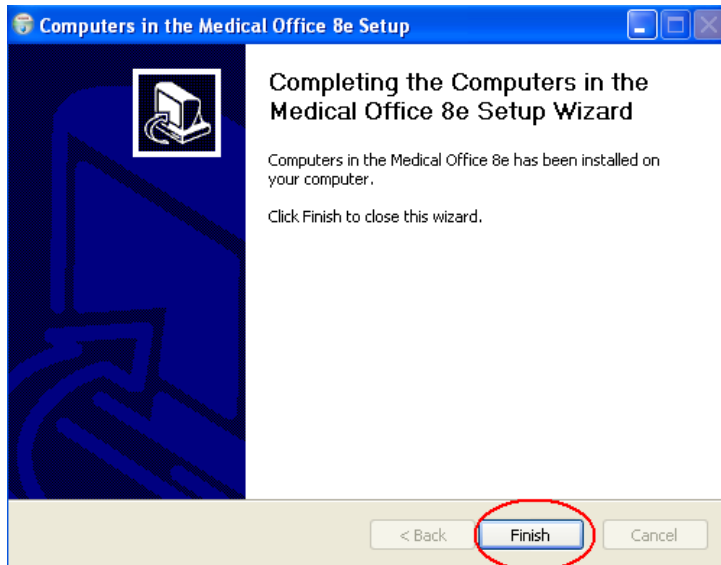 Computers in the Medical Office 8e Setup
Completing the Computers in the
Medical Office 8e Setup Wizard
Computers in the Medical Office 8e has been installed on
your computer.
Click Finish to close this wizard.
< Back Finish Cancel